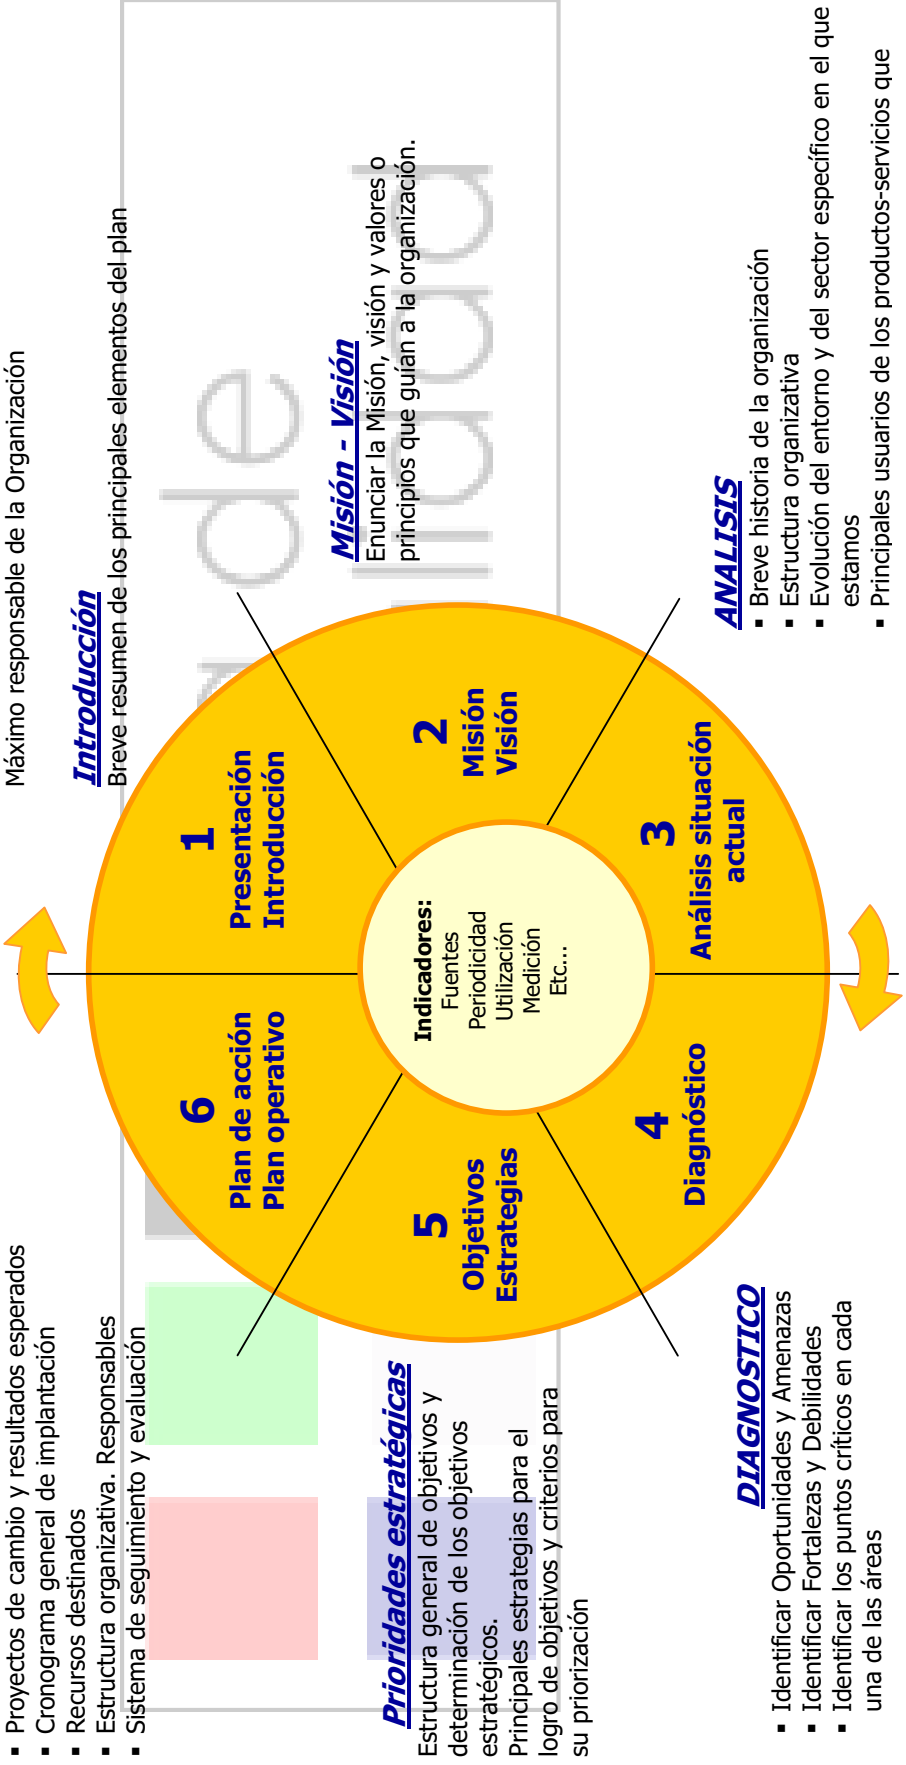 Máximo responsable de la Organización
Introducción
Breve resumen de los principales elementos del plan
Misión - Visión
Enunciar la Misión, visión y valores o
principios que guían a la organización.
ANALISIS
▪ Breve historia de la organización
▪ Estructura organizativa
▪ Evolución del entorno y del sector específico en el que
estamos
▪ Principales usuarios de los productos-servicios que
DIAGNOSTICO
▪ Identificar Oportunidades y Amenazas
▪ Identificar Fortalezas y Debilidades
▪ Identificar los puntos críticos en cada
una de las áreas
Prioridades estratégicas
Estructura general de objetivos y
determinación de los objetivos
estratégicos.
Principales estrategias para el
logro de objetivos y criterios para
su priorización
▪ Proyectos de cambio y resultados esperados
▪ Cronograma general de implantación
▪ Recursos destinados
▪ Estructura organizativa. Responsables
▪ Sistema de seguimiento y evaluación
1
Presentación
Introducción
2
Misión
Visión
3
Análisis situación
actual
4
Diagnóstico
5
Objetivos
Estrategias
6
Plan de acción
Plan operativo
Indicadores:
Fuentes
Periodicidad
Utilización
Medición
Etc...
de